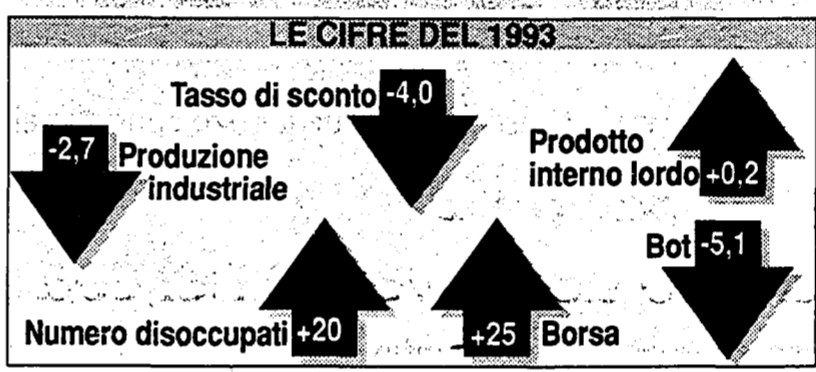 LE CIFRE DEL 1993
Tasso di sconto -4,0
-2,7 Produzione
industriale
Prodotto
interno lordo +0,2
Bot -5,1
Numero disoccupati +20
+25 Borsa